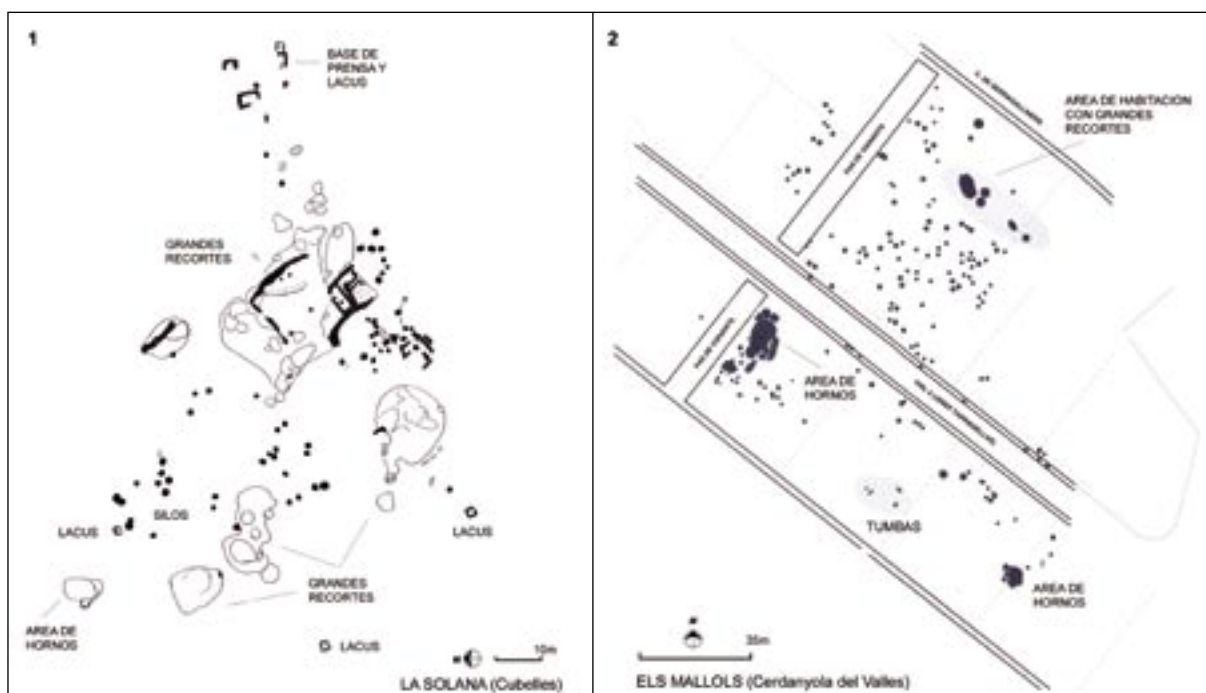 1
BASE DE
PRENSA Y
LACUS
GRANDES
RECORTES
SILOS
LACUS
LACUS
GRANDES
RECORTES
AREA DE
HORNOS
LACUS
10m
LA SOLANA (Cubelles)
2
AREA DE HABITACION
CON GRANDES
RECORTES
AREA DE
HORNOS
TUMBAS
AREA DE
HORNOS
35m
ELS MALLOLS (Cerdanyola del Valles)